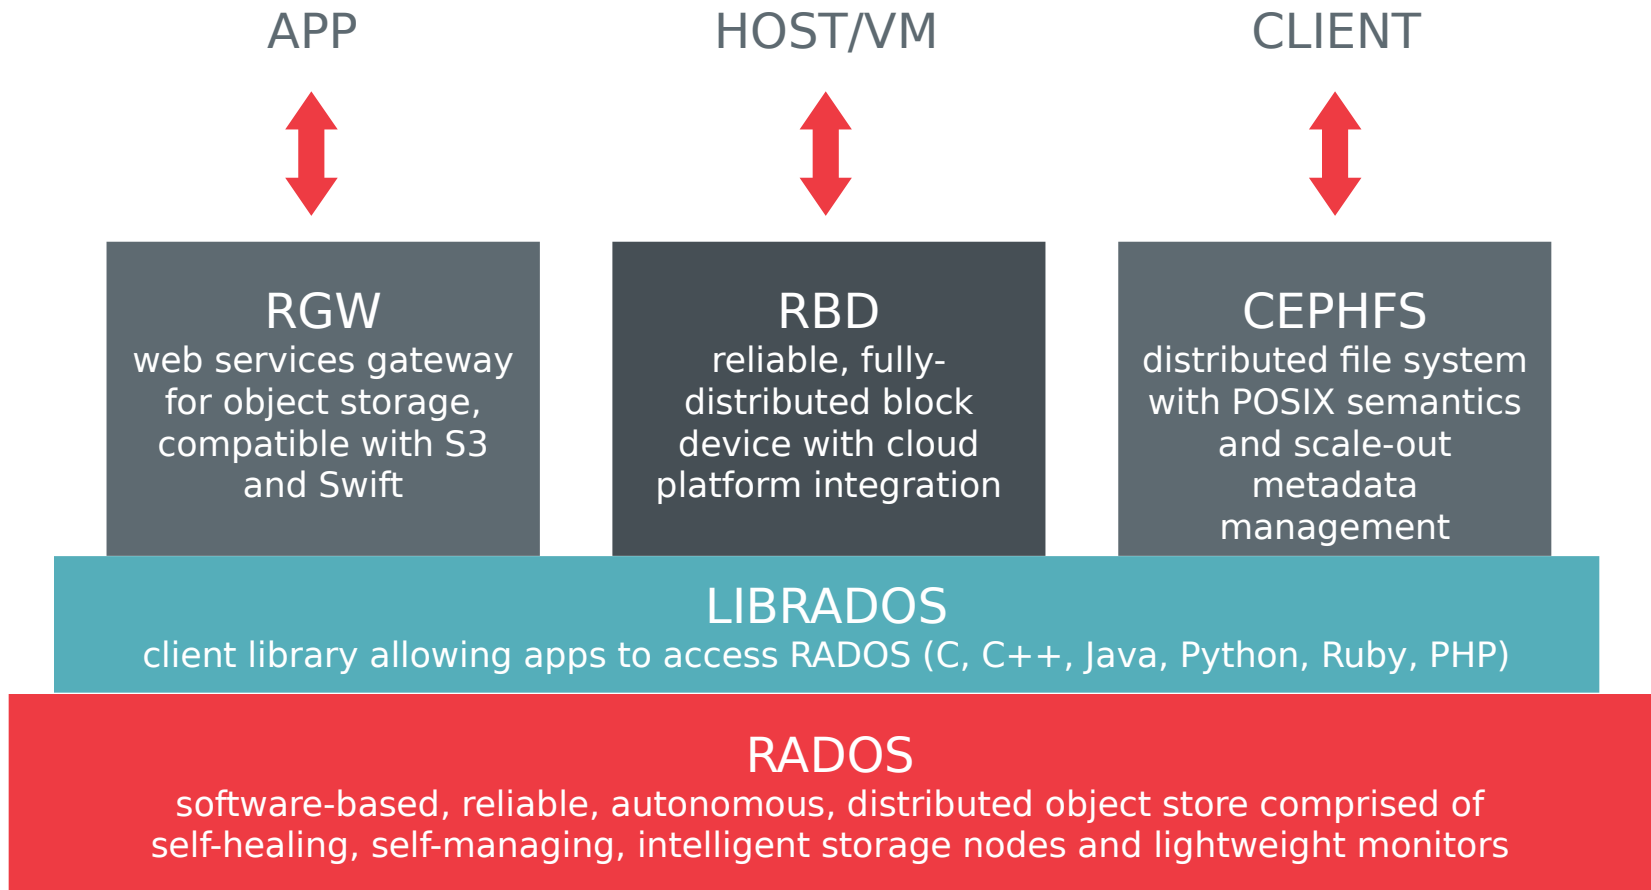 APP
HOST/VM
CLIENT
RGW
web services gateway
for object storage,
compatible with S3
and Swift
RBD
reliable, fully-
distributed block
device with cloud
platform integration
CEPHFS
distributed file system
with POSIX semantics
and scale-out
metadata
management
LIBRADOS
client library allowing apps to access RADOS (C, C++, Java, Python, Ruby, PHP)
RADOS
software-based, reliable, autonomous, distributed object store comprised of
self-healing, self-managing, intelligent storage nodes and lightweight monitors